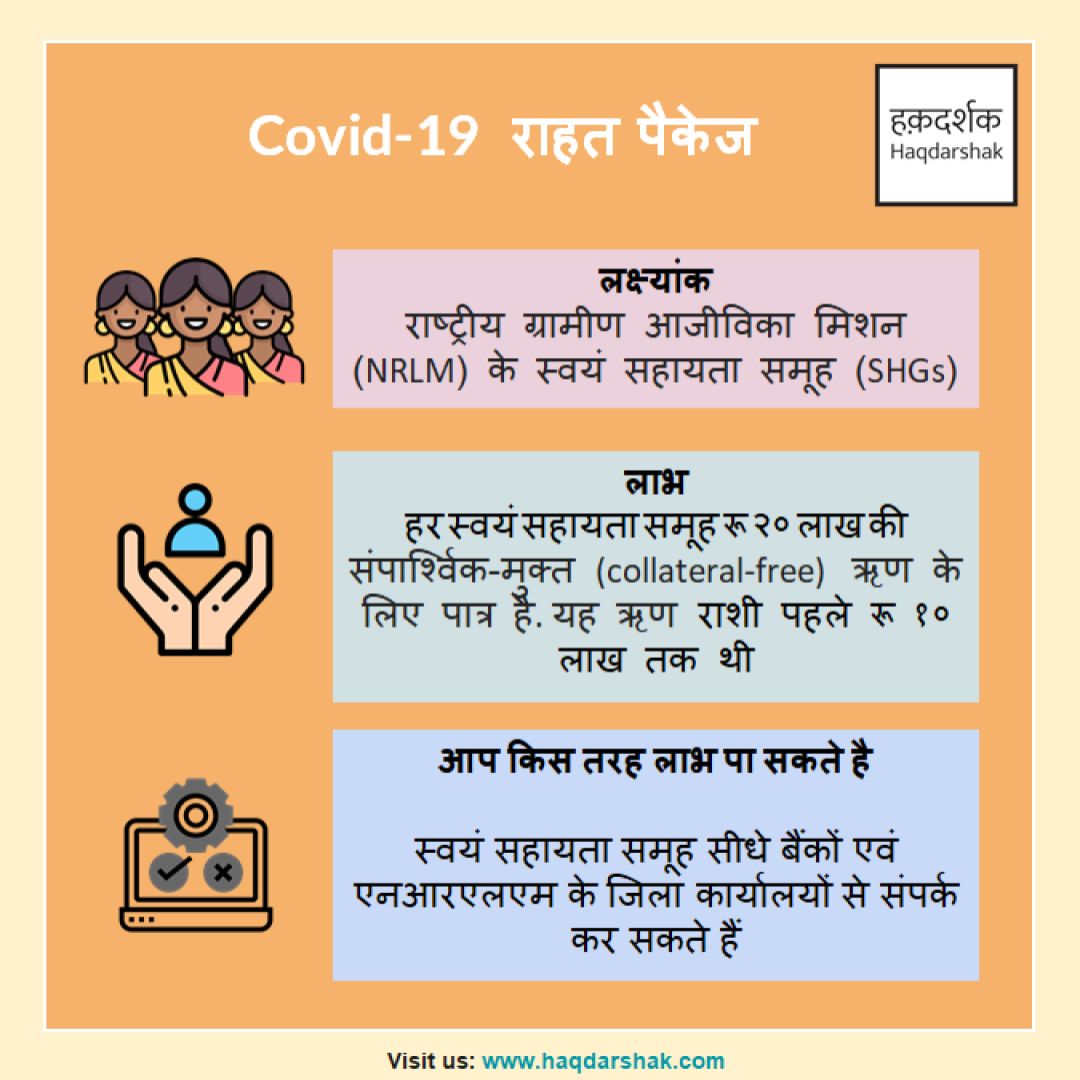 Covid-19 राहत पैकेज
हक़दर्शक
Haqdarshak
लक्ष्यांक
राष्ट्रीय ग्रामीण आजीविका मिशन
(NRLM) के स्वयं सहायता समूह (SHGs)
लाभ
हर स्वयं सहायता समूह रू २० लाख की
संपार्श्विक-मुक्त (collateral-free) ऋण के
लिए पात्र है. यह ऋण राशी पहले रू १०
लाख तक थी
आप किस तरह लाभ पा सकते है
स्वयं सहायता समूह सीधे बैंकों एवं
एनआरएलएम के जिला कार्यालयों से संपर्क
कर सकते हैं
Visit us: www.haqdarshak.com